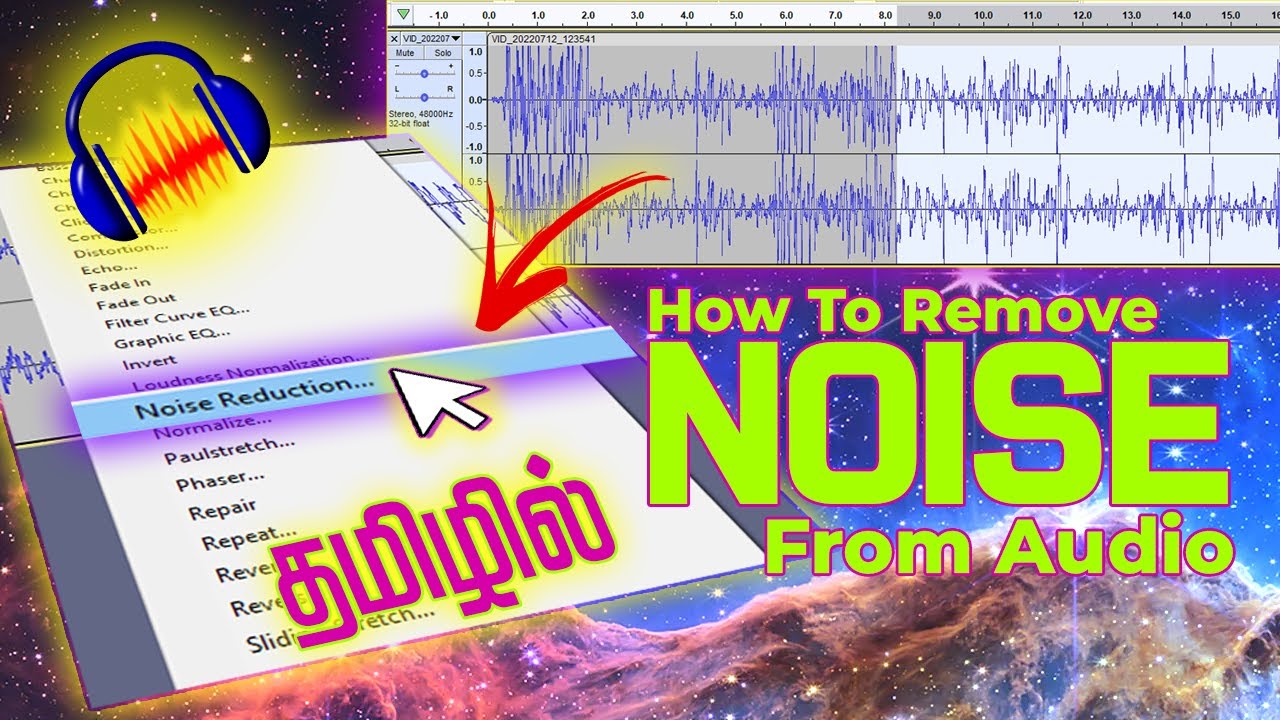 - 1.0 0.0 1.0 2.0 3.0 4.0 5.0 6.0 7.0 8.0 9.0 10.0 11.0 12.0 13.0 14.0 15.0
VID_202207
VID_20220712_123541
Mute Solo
- +
L R
Stereo, 48000Hz
32-bit float
1.0
0.5
0.0
-0.5
-1.0
1.0
0.5
0.0
-0.5
-1.0
Distortion...
Echo...
Fade In
Fade Out
Filter Curve EQ...
Graphic EQ...
Invert
Loudness Normalization...
Noise Reduction...
Normalize...
Paulstretch...
Phaser...
Repair
Repeat...
தமிழில்
How To Remove
NOISE
From Audio